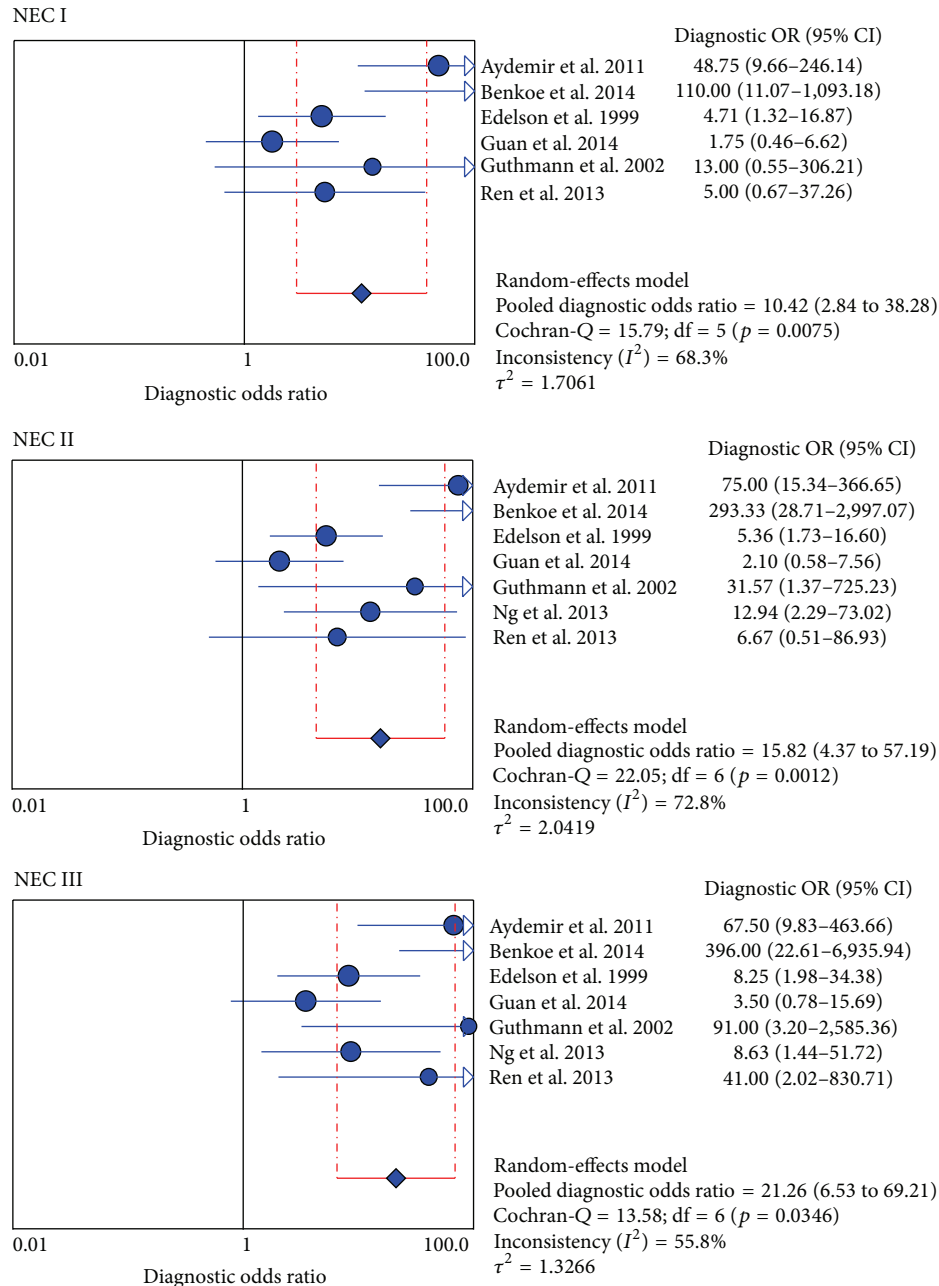 NEC I
Diagnostic OR (95% CI)
Aydemir et al. 2011 48.75 (9.66–246.14)
Benkoe et al. 2014 110.00 (11.07–1,093.18)
Edelson et al. 1999 4.71 (1.32–16.87)
Guan et al. 2014 1.75 (0.46–6.62)
Guthmann et al. 2002 13.00 (0.55–306.21)
Ren et al. 2013 5.00 (0.67–37.26)
Random-effects model
Pooled diagnostic odds ratio = 10.42 (2.84 to 38.28)
Cochran-Q = 15.79; df = 5 (p = 0.0075)
Inconsistency (I²) = 68.3%
τ² = 1.7061
0.01 1 100.0
Diagnostic odds ratio
NEC II
Diagnostic OR (95% CI)
Aydemir et al. 2011 75.00 (15.34–366.65)
Benkoe et al. 2014 293.33 (28.71–2,997.07)
Edelson et al. 1999 5.36 (1.73–16.60)
Guan et al. 2014 2.10 (0.58–7.56)
Guthmann et al. 2002 31.57 (1.37–725.23)
Ng et al. 2013 12.94 (2.29–73.02)
Ren et al. 2013 6.67 (0.51–86.93)
Random-effects model
Pooled diagnostic odds ratio = 15.82 (4.37 to 57.19)
Cochran-Q = 22.05; df = 6 (p = 0.0012)
Inconsistency (I²) = 72.8%
τ² = 2.0419
0.01 1 100.0
Diagnostic odds ratio
NEC III
Diagnostic OR (95% CI)
Aydemir et al. 2011 67.50 (9.83–463.66)
Benkoe et al. 2014 396.00 (22.61–6,935.94)
Edelson et al. 1999 8.25 (1.98–34.38)
Guan et al. 2014 3.50 (0.78–15.69)
Guthmann et al. 2002 91.00 (3.20–2,585.36)
Ng et al. 2013 8.63 (1.44–51.72)
Ren et al. 2013 41.00 (2.02–830.71)
Random-effects model
Pooled diagnostic odds ratio = 21.26 (6.53 to 69.21)
Cochran-Q = 13.58; df = 6 (p = 0.0346)
Inconsistency (I²) = 55.8%
τ² = 1.3266
0.01 1 100.0
Diagnostic odds ratio